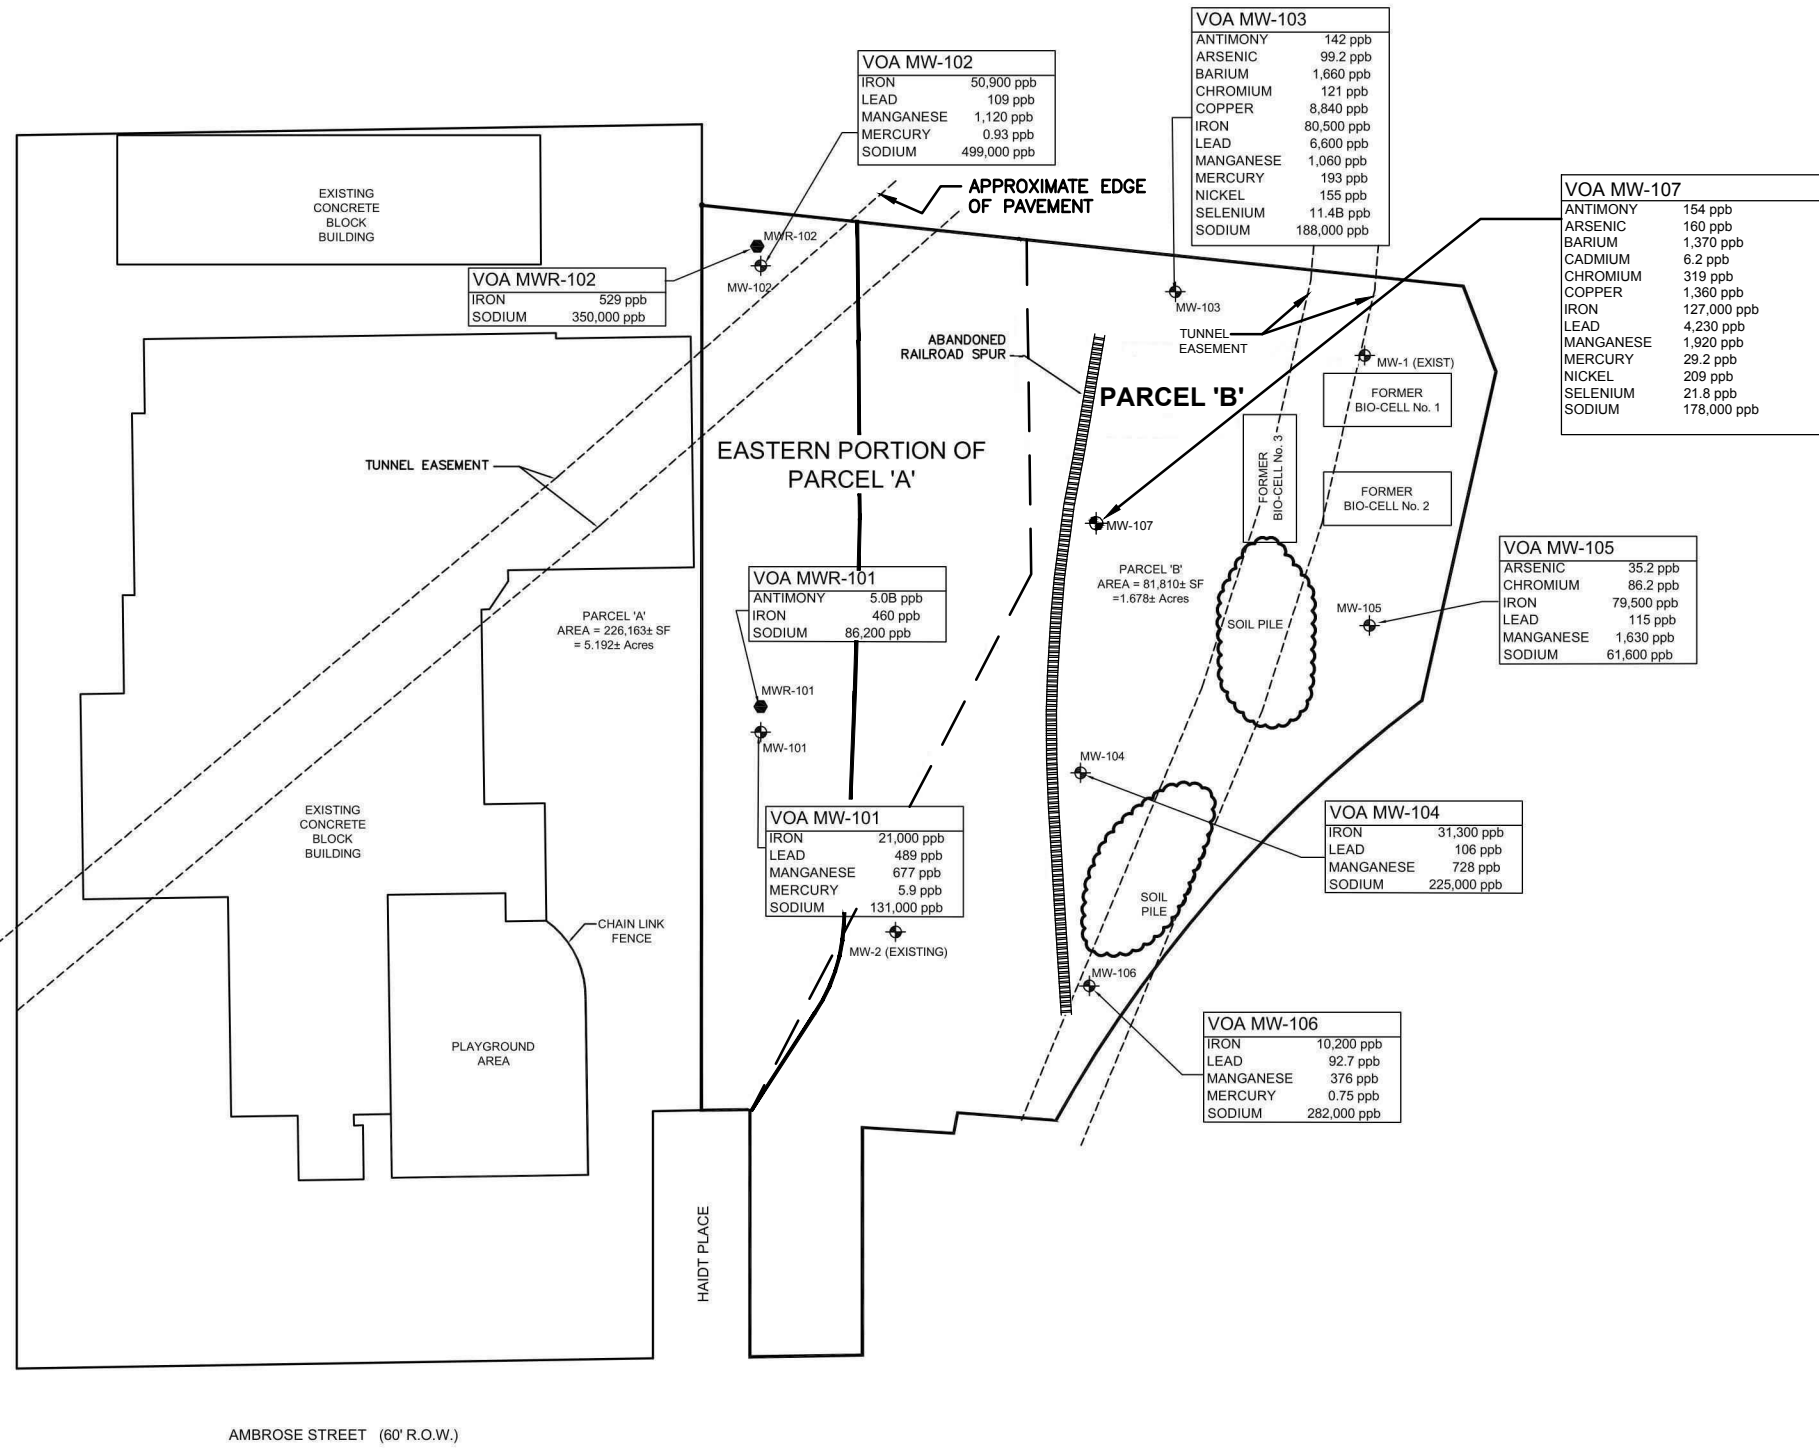 VOA MW-103
ANTIMONY 142 ppb
ARSENIC 99.2 ppb
BARIUM 1,660 ppb
CHROMIUM 121 ppb
COPPER 8,840 ppb
IRON 80,500 ppb
LEAD 6,600 ppb
MANGANESE 1,060 ppb
MERCURY 193 ppb
NICKEL 155 ppb
SELENIUM 11.4B ppb
SODIUM 188,000 ppb
VOA MW-102
IRON 50,900 ppb
LEAD 109 ppb
MANGANESE 1,120 ppb
MERCURY 0.93 ppb
SODIUM 499,000 ppb
VOA MW-107
ANTIMONY 154 ppb
ARSENIC 160 ppb
BARIUM 1,370 ppb
CADMIUM 6.2 ppb
CHROMIUM 319 ppb
COPPER 1,360 ppb
IRON 127,000 ppb
LEAD 4,230 ppb
MANGANESE 1,920 ppb
MERCURY 29.2 ppb
NICKEL 209 ppb
SELENIUM 21.8 ppb
SODIUM 178,000 ppb
APPROXIMATE EDGE
OF PAVEMENT
EXISTING
CONCRETE
BLOCK
BUILDING
MWR-102
MW-102
VOA MWR-102
IRON 529 ppb
SODIUM 350,000 ppb
MW-103
TUNNEL
EASEMENT
ABANDONED
RAILROAD SPUR
MW-1 (EXIST)
PARCEL 'B'
FORMER
BIO-CELL No. 1
FORMER
BIO-CELL No. 3
FORMER
BIO-CELL No. 2
EASTERN PORTION OF
PARCEL 'A'
TUNNEL EASEMENT
MW-107
VOA MW-105
ARSENIC 35.2 ppb
CHROMIUM 86.2 ppb
IRON 79,500 ppb
LEAD 115 ppb
MANGANESE 1,630 ppb
SODIUM 61,600 ppb
VOA MWR-101
ANTIMONY 5.0B ppb
IRON 460 ppb
SODIUM 86,200 ppb
PARCEL 'B'
AREA = 81,810± SF
=1.678± Acres
MW-105
SOIL PILE
PARCEL 'A'
AREA = 226,163± SF
= 5.192± Acres
MWR-101
MW-101
MW-104
EXISTING
CONCRETE
BLOCK
BUILDING
VOA MW-101
IRON 21,000 ppb
LEAD 489 ppb
MANGANESE 677 ppb
MERCURY 5.9 ppb
SODIUM 131,000 ppb
VOA MW-104
IRON 31,300 ppb
LEAD 106 ppb
MANGANESE 728 ppb
SODIUM 225,000 ppb
SOIL
PILE
CHAIN LINK
FENCE
MW-2 (EXISTING)
MW-106
VOA MW-106
IRON 10,200 ppb
LEAD 92.7 ppb
MANGANESE 376 ppb
MERCURY 0.75 ppb
SODIUM 282,000 ppb
PLAYGROUND
AREA
HAIDT PLACE
AMBROSE STREET (60' R.O.W.)